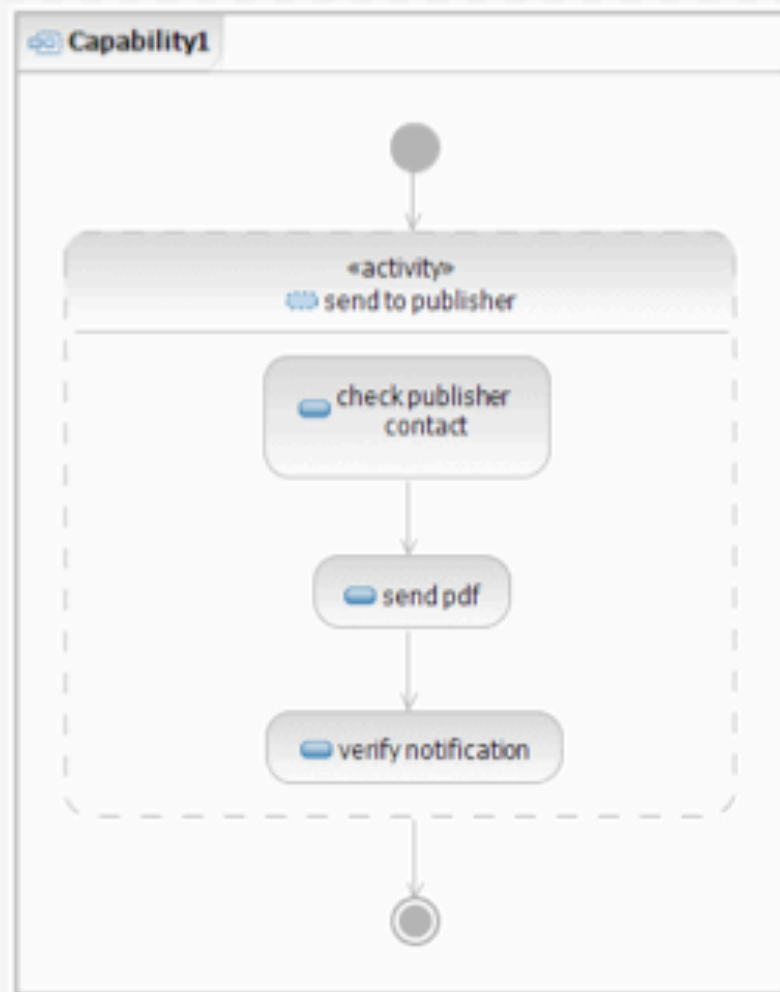 Capability1
«activity»
send to publisher
check publisher
contact
send pdf
verify notification